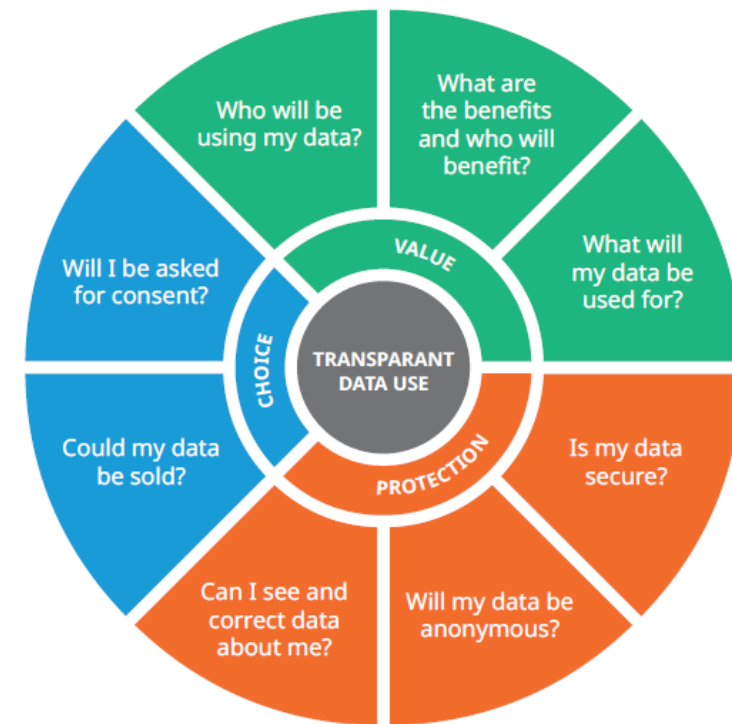 TRANSPARANT
DATA USE
VALUE
Who will be
using my data?
What are
the benefits
and who will
benefit?
What will
my data be
used for?
PROTECTION
Is my data
secure?
Will my data be
anonymous?
Can I see and
correct data
about me?
CHOICE
Could my data
be sold?
Will I be asked
for consent?